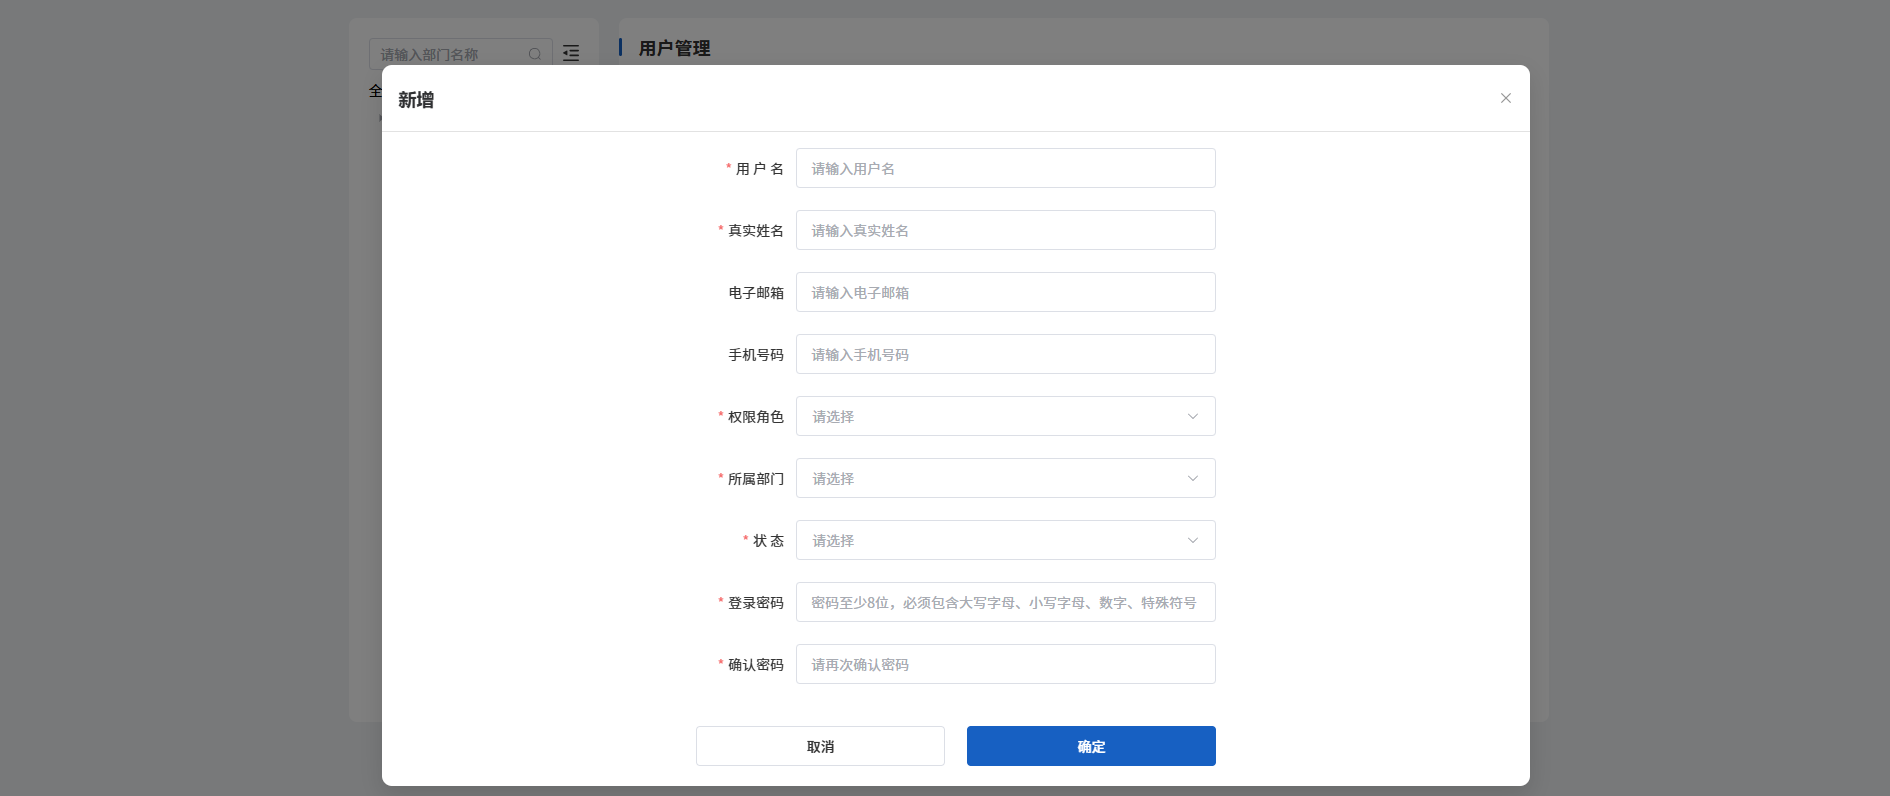 请输入部门名称
用户管理
全
新增
* 用 户 名
请输入用户名
* 真实姓名
请输入真实姓名
电子邮箱
请输入电子邮箱
手机号码
请输入手机号码
* 权限角色
请选择
* 所属部门
请选择
* 状 态
请选择
* 登录密码
密码至少8位，必须包含大写字母、小写字母、数字、特殊符号
* 确认密码
请再次确认密码
取消
确定